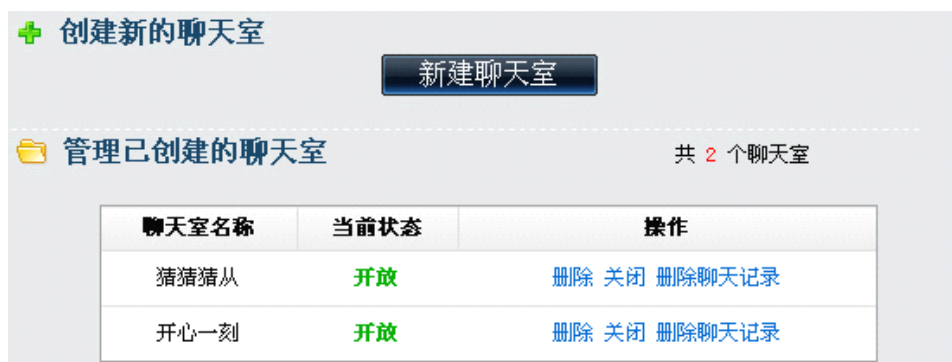 创建新的聊天室
新建聊天室
管理已创建的聊天室 共 2 个聊天室
聊天室名称 当前状态 操作
猜猜猜从 开放 删除 关闭 删除聊天记录
开心一刻 开放 删除 关闭 删除聊天记录